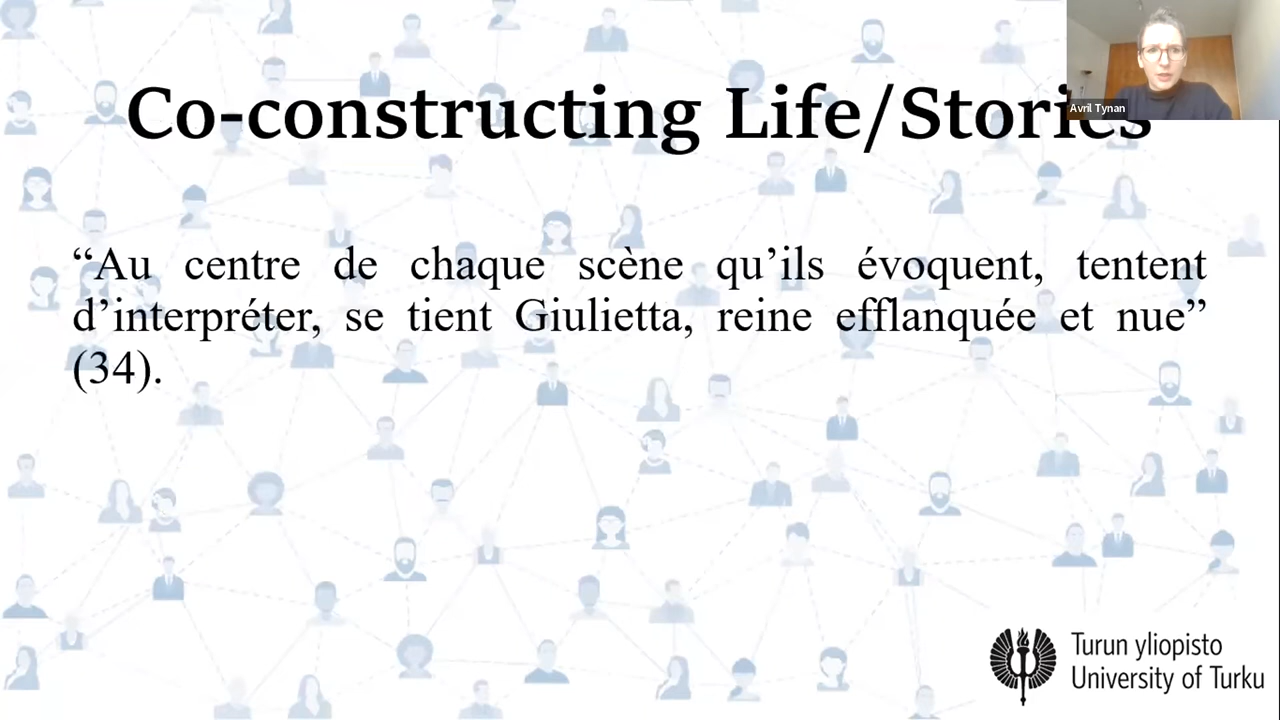 Co-constructing Life/Stories
Avril Tynan
“Au centre de chaque scène qu’ils évoquent, tentent
d’interpréter, se tient Giulietta, reine efflanquée et nue”
(34).
Turun yliopisto
University of Turku